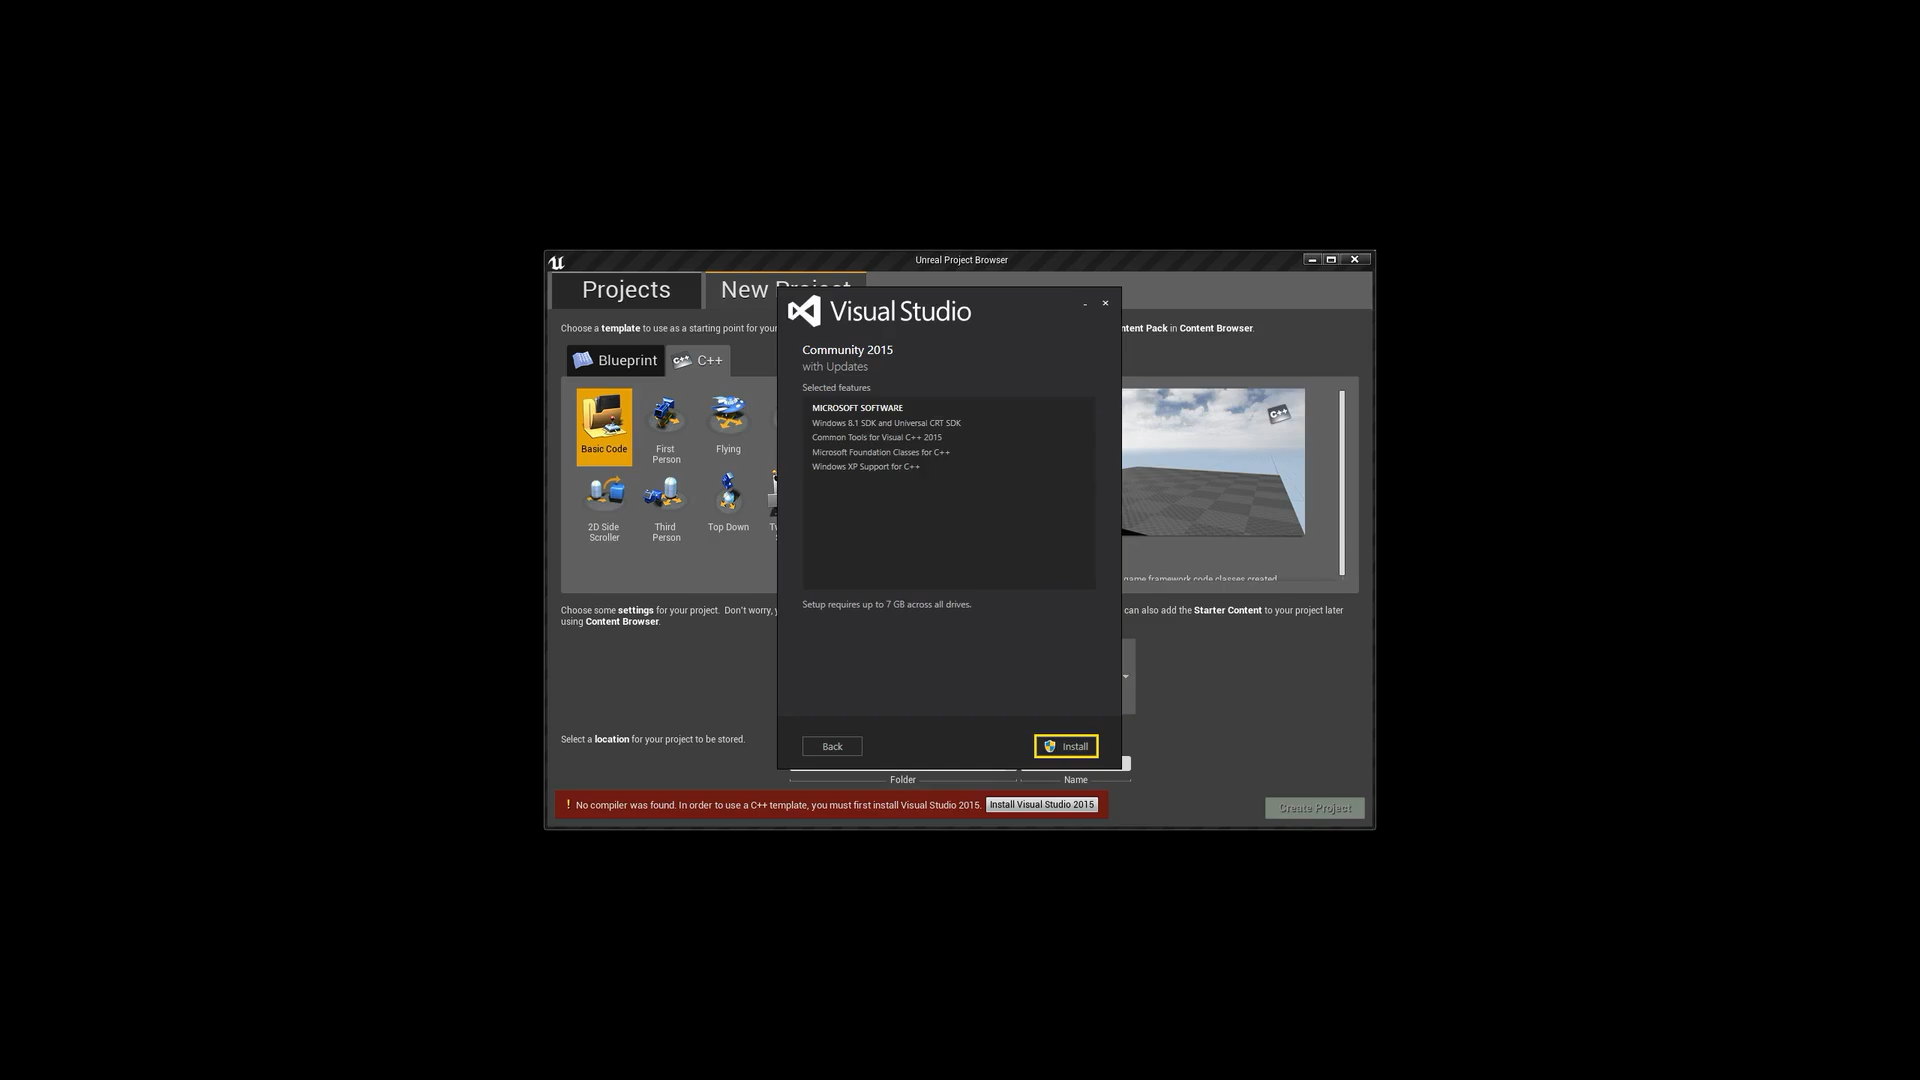 Unreal Project Browser
Projects
New Project
Choose a template to use as a starting point for your
ntent Pack in Content Browser.
Blueprint
C++
Basic Code
First
Person
Flying
2D Side
Scroller
Third
Person
Top Down
C++
game framework code classes created
Choose some settings for your project. Don't worry,
can also add the Starter Content to your project later
using Content Browser.
Select a location for your project to be stored.
Folder
Name
! No compiler was found. In order to use a C++ template, you must first install Visual Studio 2015.
Install Visual Studio 2015
Create Project
Visual Studio
Community 2015
with Updates
Selected features
MICROSOFT SOFTWARE
Windows 8.1 SDK and Universal CRT SDK
Common Tools for Visual C++ 2015
Microsoft Foundation Classes for C++
Windows XP Support for C++
Setup requires up to 7 GB across all drives.
Back
Install